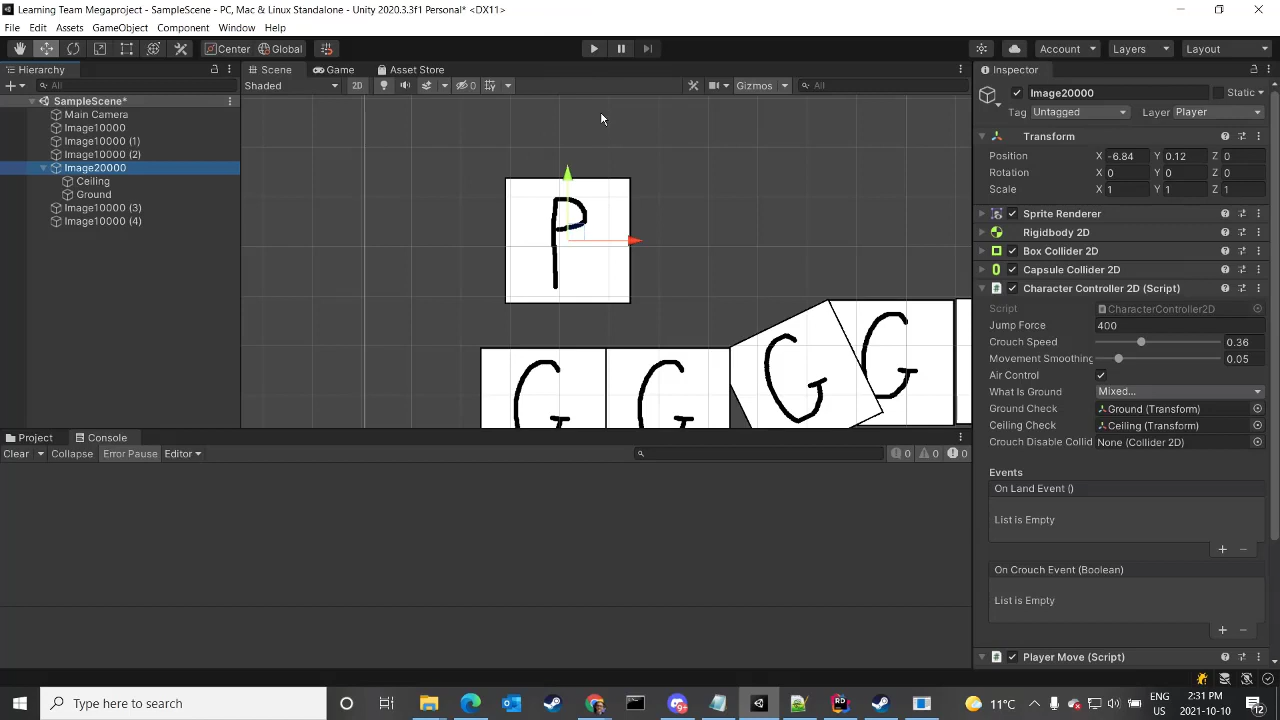 Learning Team Megaproject - SampleScene - PC, Mac & Linux Standalone - Unity 2020.3.3f1 Personal* <DX11>
File Edit Assets GameObject Component Window Help
Center Global Account Layers Layout
Hierarchy Scene Game Asset Store Inspector
All Shaded 2D 0 Gizmos All
SampleScene*
Main Camera
Image10000
Image10000 (1)
Image10000 (2)
Image20000
Ceiling
Ground
Image10000 (3)
Image10000 (4)
P
G G G G
Image20000 Static
Tag Untagged Layer Player
Transform
Position X -6.84 Y 0.12 Z 0
Rotation X 0 Y 0 Z 0
Scale X 1 Y 1 Z 1
Sprite Renderer
Rigidbody 2D
Box Collider 2D
Capsule Collider 2D
Character Controller 2D (Script)
Script CharacterController2D
Jump Force 400
Crouch Speed 0.36
Movement Smoothing 0.05
Air Control
What Is Ground Mixed...
Ground Check Ground (Transform)
Ceiling Check Ceiling (Transform)
Crouch Disable Collid None (Collider 2D)
Events
On Land Event ()
List is Empty
On Crouch Event (Boolean)
List is Empty
Player Move (Script)
Project Console
Clear Collapse Error Pause Editor 0 0 0
Type here to search
11°C ENG US 2:31 PM 2021-10-10